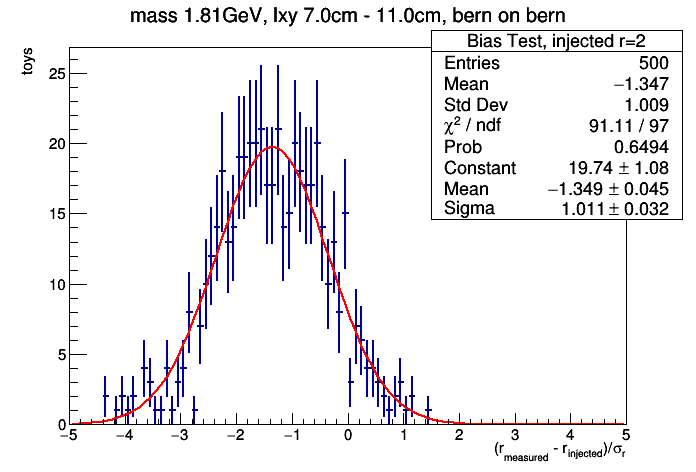 mass 1.81GeV, lxy 7.0cm - 11.0cm, bern on bern
toys
Bias Test, injected r=2
Entries 500
Mean −1.347
Std Dev 1.009
χ² / ndf 91.11 / 97
Prob 0.6494
Constant 19.74 ± 1.08
Mean −1.349 ± 0.045
Sigma 1.011 ± 0.032
25
20
15
10
5
0
−5 −4 −3 −2 −1 0 1 2 3 4 5
(r_measured - r_injected)/σ_r